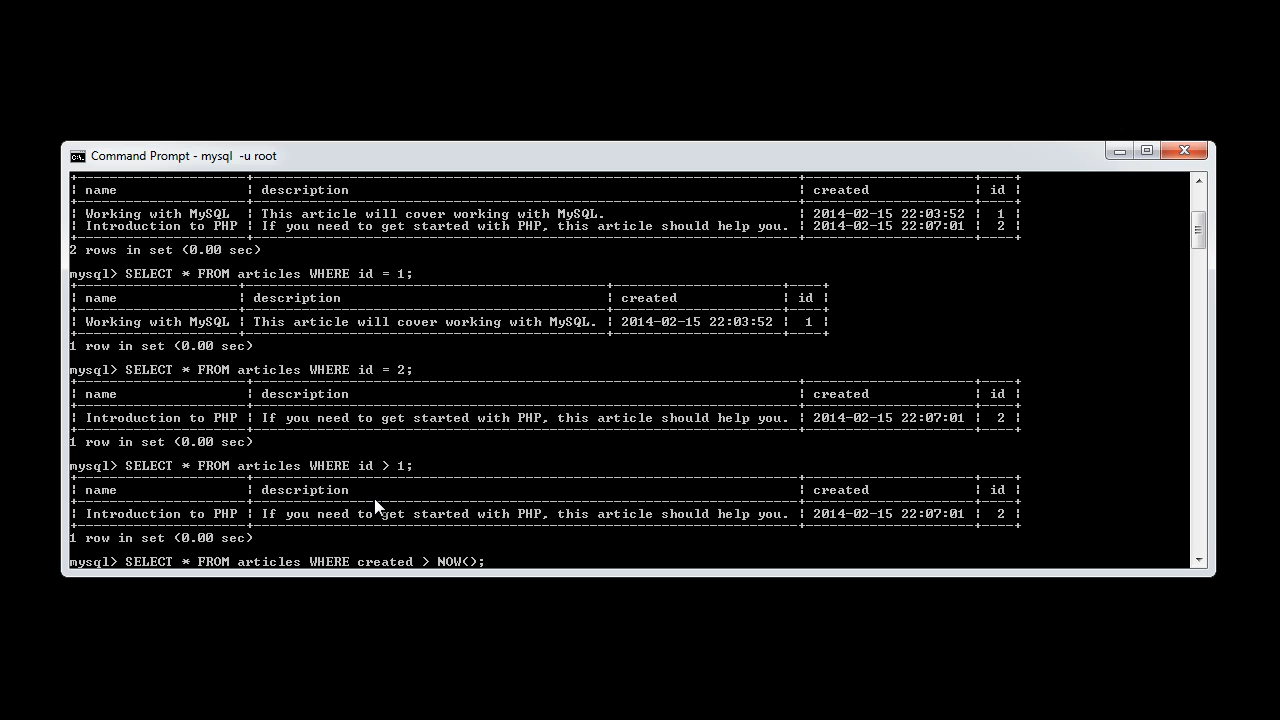 Command Prompt - mysql  -u root
| name | description | created | id |
| Working with MySQL | This article will cover working with MySQL. | 2014-02-15 22:03:52 | 1 |
| Introduction to PHP | If you need to get started with PHP, this article should help you. | 2014-02-15 22:07:01 | 2 |
2 rows in set (0.00 sec)
mysql> SELECT * FROM articles WHERE id = 1;
| name | description | created | id |
| Working with MySQL | This article will cover working with MySQL. | 2014-02-15 22:03:52 | 1 |
1 row in set (0.00 sec)
mysql> SELECT * FROM articles WHERE id = 2;
| name | description | created | id |
| Introduction to PHP | If you need to get started with PHP, this article should help you. | 2014-02-15 22:07:01 | 2 |
1 row in set (0.00 sec)
mysql> SELECT * FROM articles WHERE id > 1;
| name | description | created | id |
| Introduction to PHP | If you need to get started with PHP, this article should help you. | 2014-02-15 22:07:01 | 2 |
1 row in set (0.00 sec)
mysql> SELECT * FROM articles WHERE created > NOW();